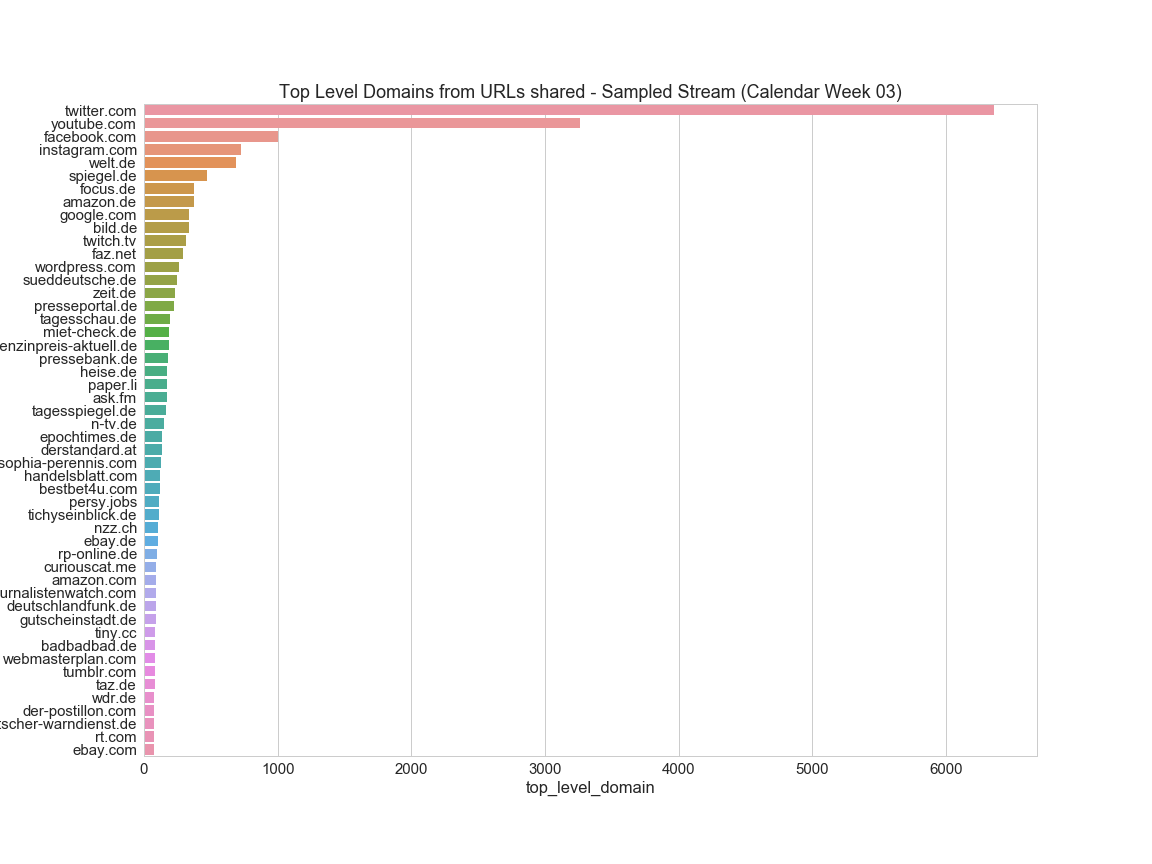 Top Level Domains from URLs shared - Sampled Stream (Calendar Week 03)
twitter.com
youtube.com
facebook.com
instagram.com
welt.de
spiegel.de
focus.de
amazon.de
google.com
bild.de
twitch.tv
faz.net
wordpress.com
sueddeutsche.de
zeit.de
presseportal.de
tagesschau.de
miet-check.de
enzinpreis-aktuell.de
pressebank.de
heise.de
paper.li
ask.fm
tagesspiegel.de
n-tv.de
epochtimes.de
derstandard.at
sophia-perennis.com
handelsblatt.com
bestbet4u.com
persy.jobs
tichyseinblick.de
nzz.ch
ebay.de
rp-online.de
curiouscat.me
amazon.com
urnalistenwatch.com
deutschlandfunk.de
gutscheinstadt.de
tiny.cc
badbadbad.de
webmasterplan.com
tumblr.com
taz.de
wdr.de
der-postillon.com
tscher-warndienst.de
rt.com
ebay.com
0 1000 2000 3000 4000 5000 6000
top_level_domain